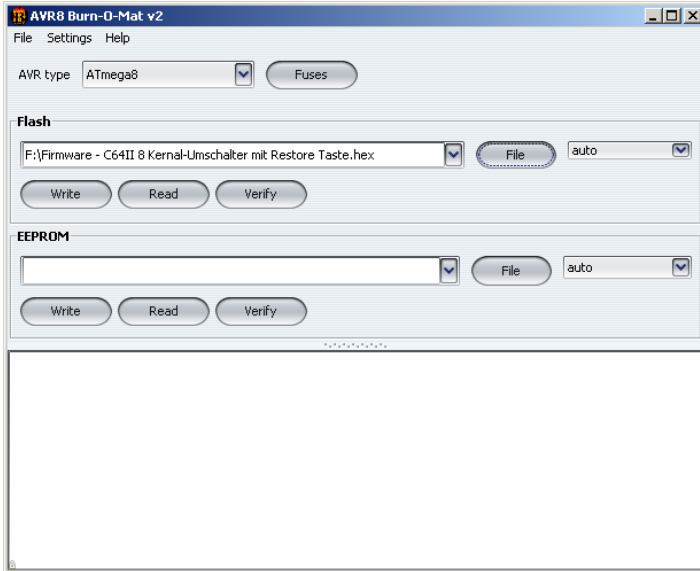 AVR8 Burn-O-Mat v2
File Settings Help
AVR type ATmega8 Fuses
Flash
F:\Firmware - C64II 8 Kernal-Umschalter mit Restore Taste.hex File auto
Write Read Verify
EEPROM
File auto
Write Read Verify